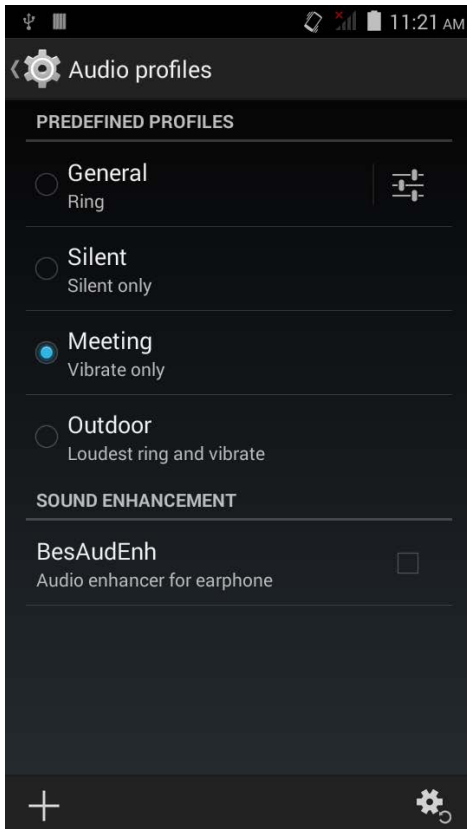 11:21 AM
Audio profiles
PREDEFINED PROFILES
General
Ring
Silent
Silent only
Meeting
Vibrate only
Outdoor
Loudest ring and vibrate
SOUND ENHANCEMENT
BesAudEnh
Audio enhancer for earphone